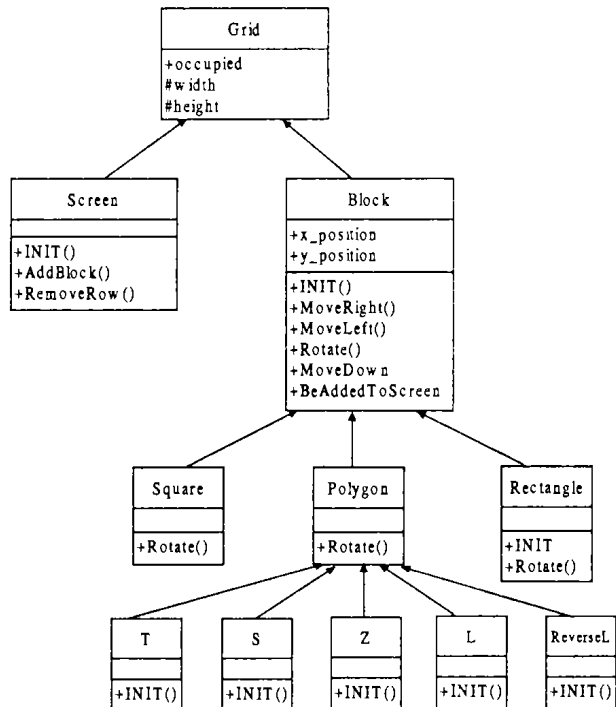 Grid
+occupied
#width
#height
Screen
+INIT()
+AddBlock()
+RemoveRow()
Block
+x_position
+y_position
+INIT()
+MoveRight()
+MoveLeft()
+Rotate()
+MoveDown
+BeAddedToScreen
Square
+Rotate()
Polygon
+Rotate()
Rectangle
+INIT
+Rotate()
T
+INIT()
S
+INIT()
Z
+INIT()
L
+INIT()
ReverseL
+INIT()